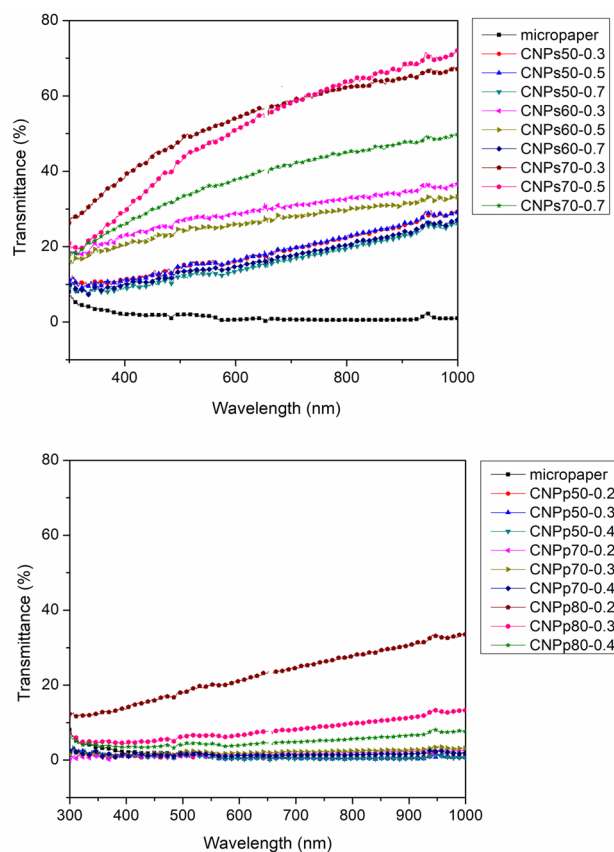 80
60
40
20
0
Transmittance (%)
400
600
800
1000
Wavelength (nm)
micropaper
CNPs50-0.3
CNPs50-0.5
CNPs50-0.7
CNPs60-0.3
CNPs60-0.5
CNPs60-0.7
CNPs70-0.3
CNPs70-0.5
CNPs70-0.7
80
60
40
20
0
Transmittance (%)
300
400
500
600
700
800
900
1000
Wavelength (nm)
micropaper
CNPp50-0.2
CNPp50-0.3
CNPp50-0.4
CNPp70-0.2
CNPp70-0.3
CNPp70-0.4
CNPp80-0.2
CNPp80-0.3
CNPp80-0.4